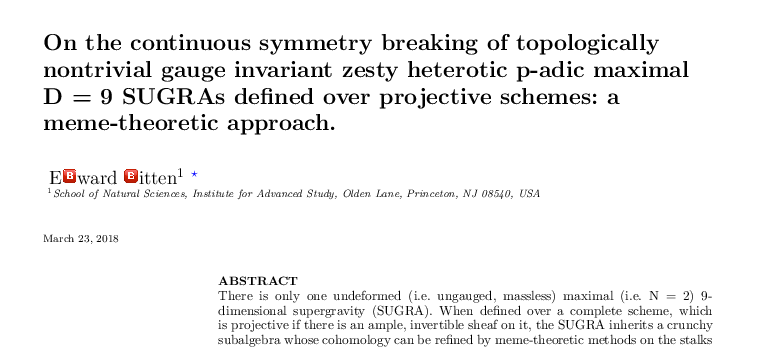 On the continuous symmetry breaking of topologically
nontrivial gauge invariant zesty heterotic p-adic maximal
D = 9 SUGRAs defined over projective schemes: a
meme-theoretic approach.
E🅱ward 🅱itten¹ ⋆
¹ School of Natural Sciences, Institute for Advanced Study, Olden Lane, Princeton, NJ 08540, USA
March 23, 2018
ABSTRACT
There is only one undeformed (i.e. ungauged, massless) maximal (i.e. N = 2) 9-
dimensional supergravity (SUGRA). When defined over a complete scheme, which
is projective if there is an ample, invertible sheaf on it, the SUGRA inherits a crunchy
subalgebra whose cohomology can be refined by meme-theoretic methods on the stalks